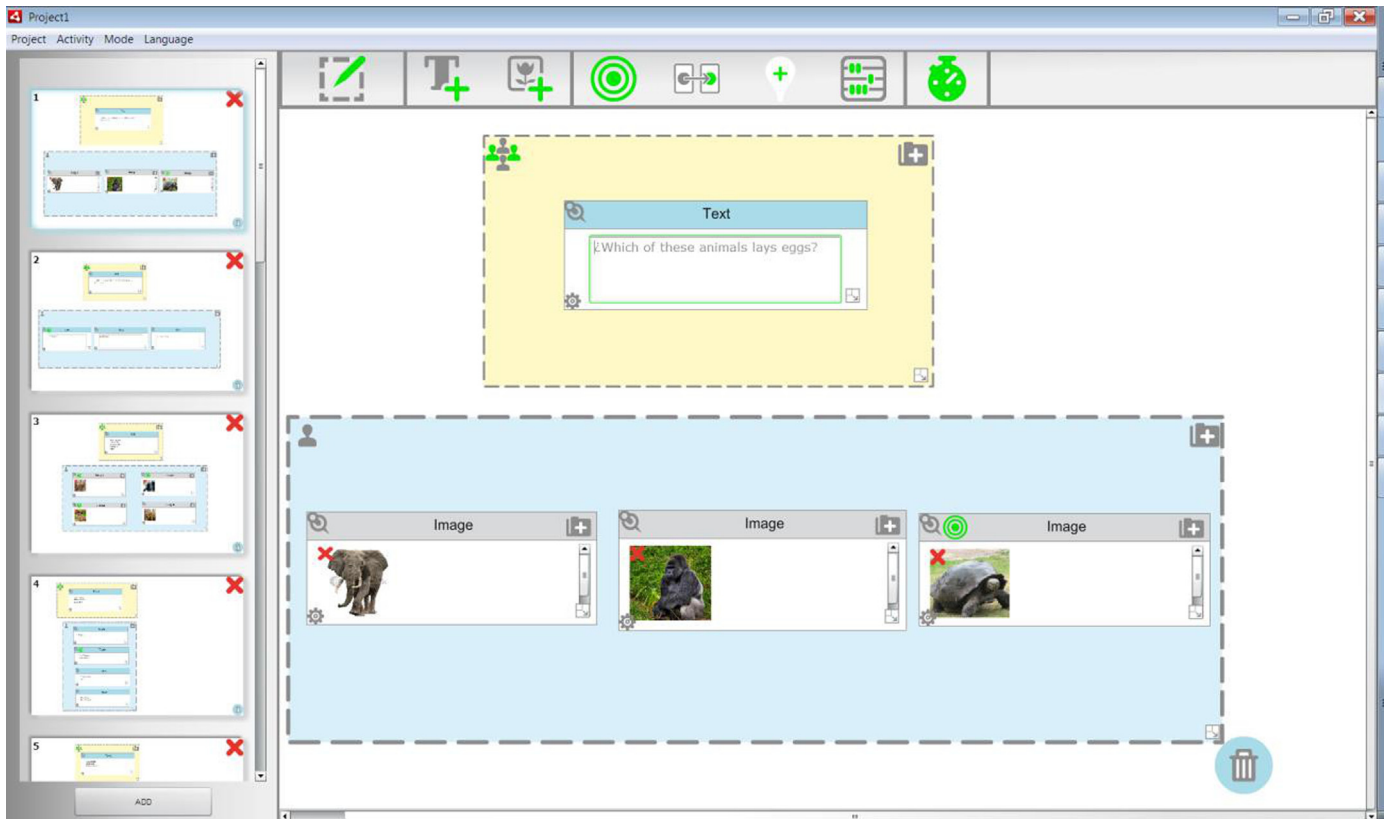 Project1
Project Activity Mode Language
1
2
3
4
5
ADD
Text
¿Which of these animals lays eggs?
Image
Image
Image